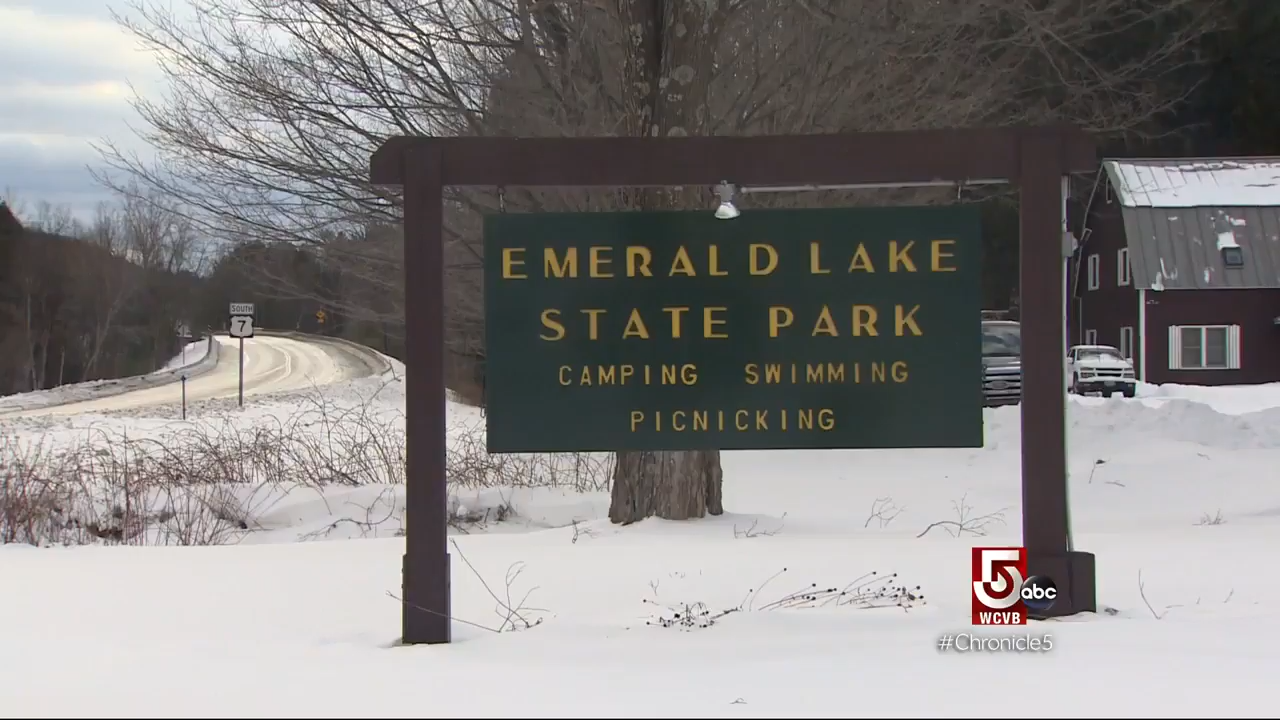 SOUTH
7
EMERALD LAKE
STATE PARK
CAMPING SWIMMING
PICNICKING
5
abc
WCVB
#Chronicle5